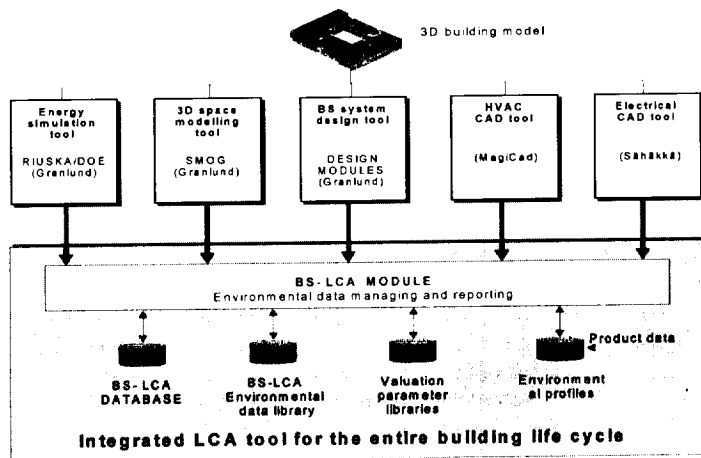 3D building model
Energy
simulation tool
RIUSKA/DOE
(Granlund)
3D space
modelling
tool
SMOG
(Granlund)
BS system
design tool
DESIGN
MODULES
(Granlund)
HVAC
CAD tool
(MagiCad)
Electrical
CAD tool
(Sähäkkä)
BS-LCA MODULE
Environmental data managing and reporting
Product data
BS-LCA
DATABASE
BS-LCA
Environmental
data library
Valuation
parameter
libraries
Environment
al profiles
Integrated LCA tool for the entire building life cycle